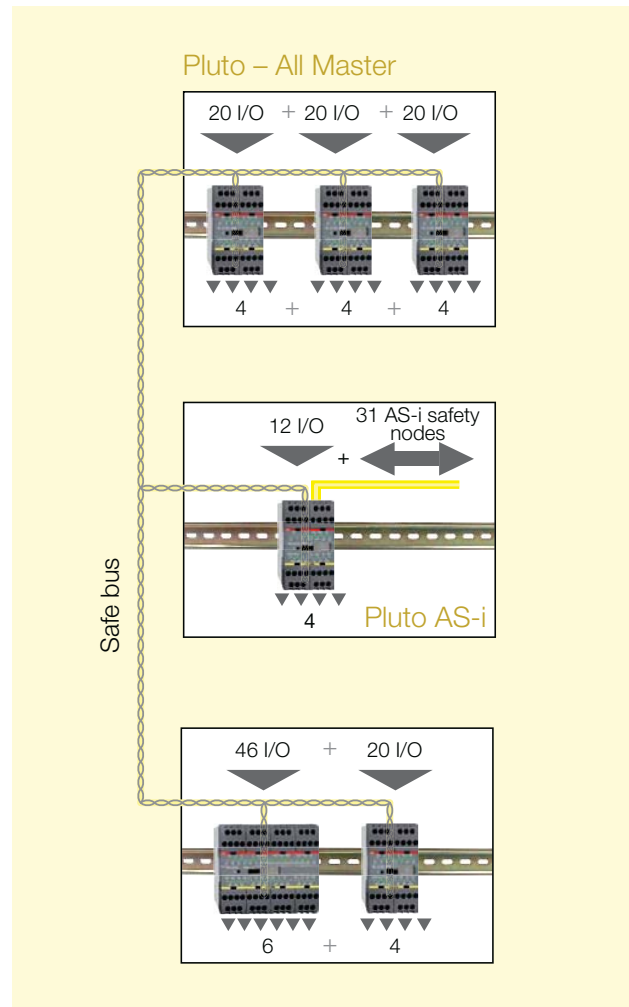 Pluto – All Master
20 I/O + 20 I/O + 20 I/O
4 + 4 + 4
12 I/O + 31 AS-i safety
nodes
4
Pluto AS-i
Safe bus
46 I/O + 20 I/O
6 + 4